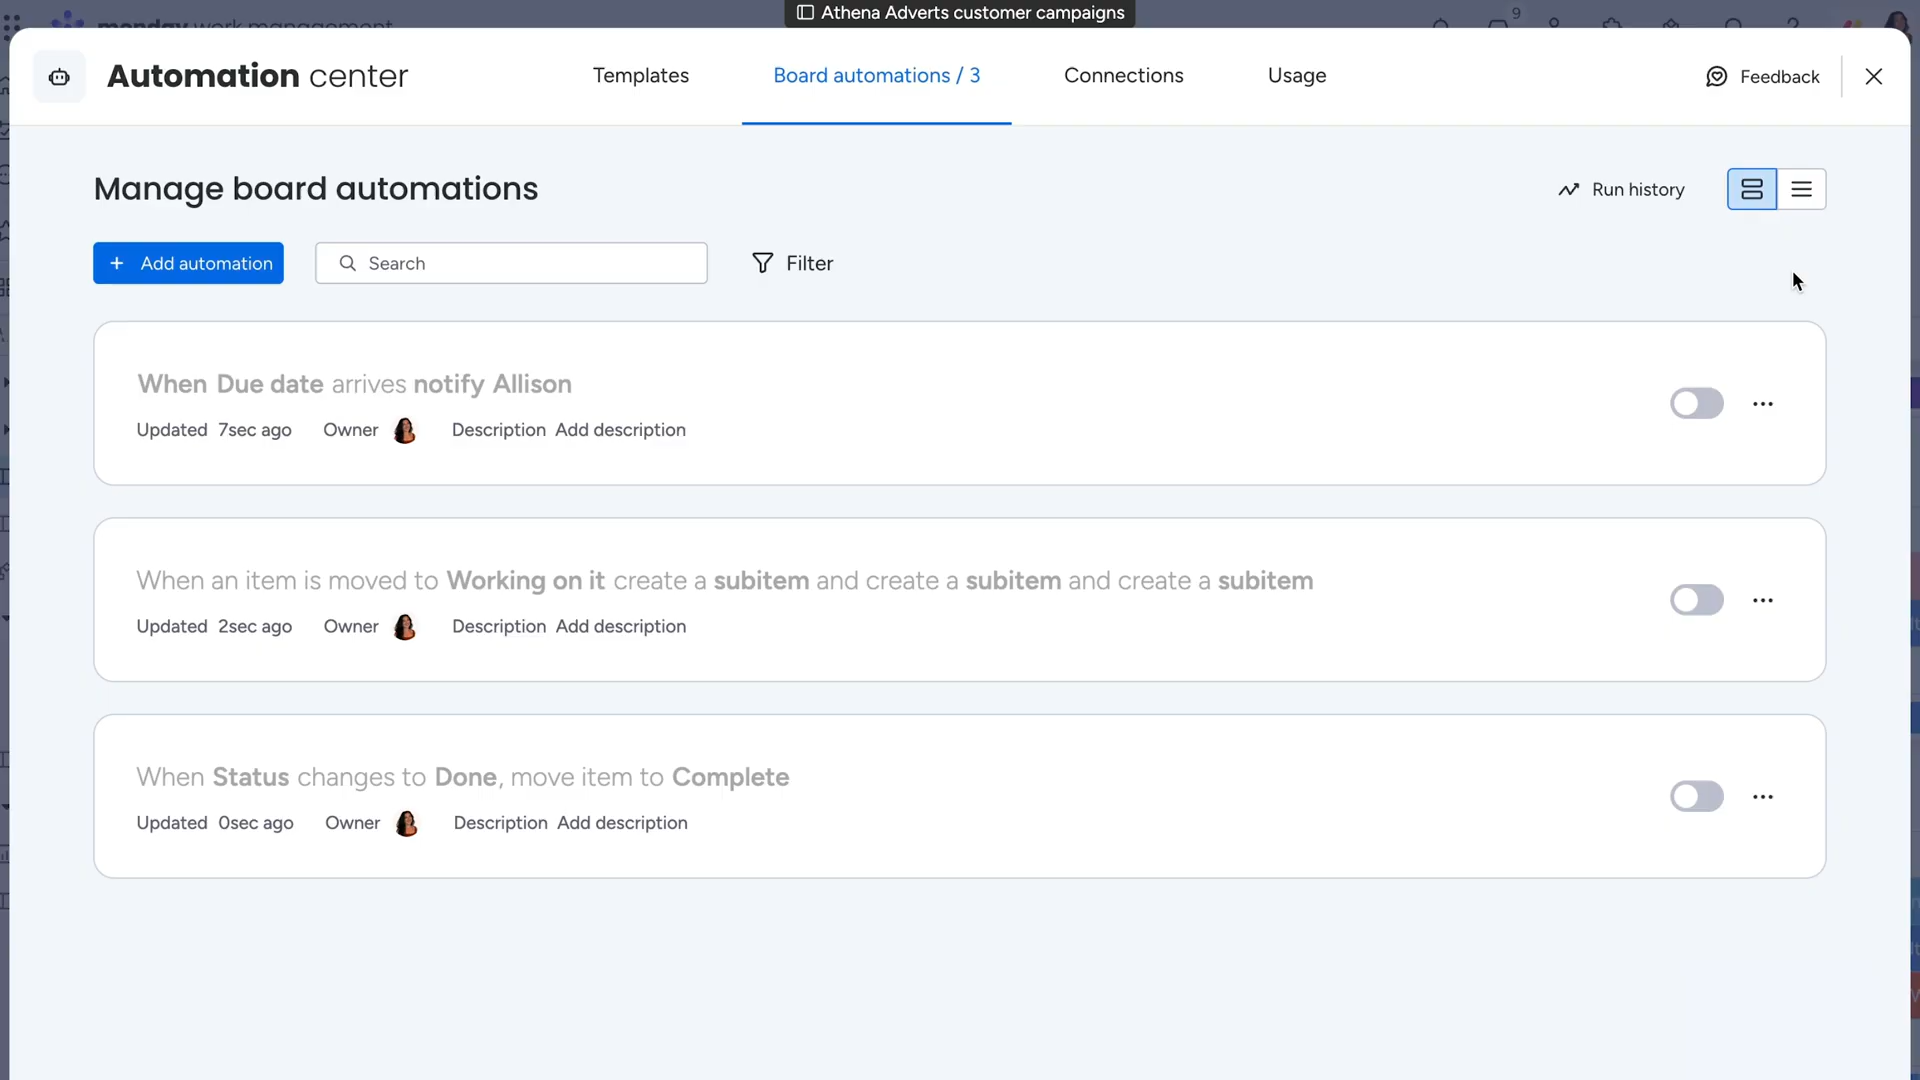 monday work management
Athena Adverts customer campaigns
9
Automation center
Templates
Board automations / 3
Connections
Usage
Feedback
Manage board automations
Run history
+ Add automation
Search
Filter
When Due date arrives notify Allison
Updated 7sec ago Owner Description Add description
When an item is moved to Working on it create a subitem and create a subitem and create a subitem
Updated 2sec ago Owner Description Add description
When Status changes to Done, move item to Complete
Updated 0sec ago Owner Description Add description